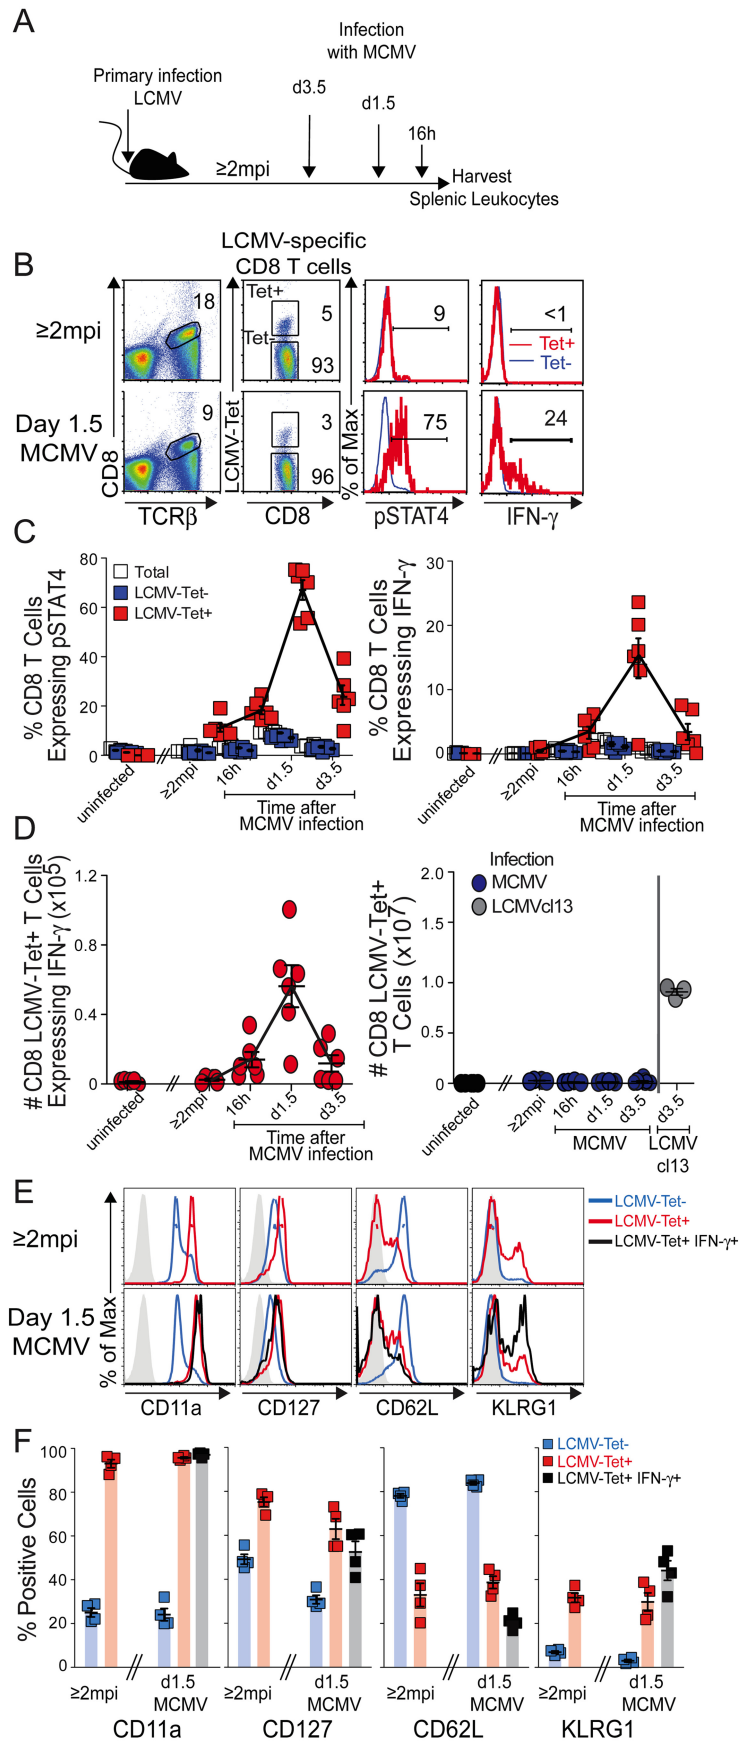 A
Infection
with MCMV
Primary infection
LCMV
d3.5
d1.5
16h
≥2mpi
Harvest
Splenic Leukocytes
B
LCMV-specific
CD8 T cells
≥2mpi
18
Tet+
5
Tet-
93
9
<1
Tet+
Tet-
Day 1.5
MCMV
9
3
96
75
24
CD8
LCMV-Tet
% of Max
TCRβ
CD8
pSTAT4
IFN-γ
C
% CD8 T Cells
Expressing pSTAT4
80
60
40
20
0
Total
LCMV-Tet-
LCMV-Tet+
uninfected
≥2mpi
16h
d1.5
d3.5
Time after
MCMV infection
% CD8 T Cells
Expresssing IFN-γ
30
20
10
0
uninfected
≥2mpi
16h
d1.5
d3.5
Time after
MCMV infection
D
# CD8 LCMV-Tet+ T Cells
Expresssing IFN-γ (x10⁵)
1.2
0.8
0.4
0
uninfected
≥2mpi
16h
d1.5
d3.5
Time after
MCMV infection
# CD8 LCMV-Tet+
T Cells (x10⁷)
2.0
1.5
1.0
0.5
0
Infection
MCMV
LCMVcl13
uninfected
≥2mpi
16h
d1.5
d3.5
d3.5
MCMV
LCMV
cl13
E
≥2mpi
LCMV-Tet-
LCMV-Tet+
LCMV-Tet+ IFN-γ+
Day 1.5
MCMV
% of Max
CD11a
CD127
CD62L
KLRG1
F
% Positive Cells
100
80
60
40
20
0
LCMV-Tet-
LCMV-Tet+
LCMV-Tet+ IFN-γ+
≥2mpi
d1.5
MCMV
≥2mpi
d1.5
MCMV
≥2mpi
d1.5
MCMV
≥2mpi
d1.5
MCMV
CD11a
CD127
CD62L
KLRG1